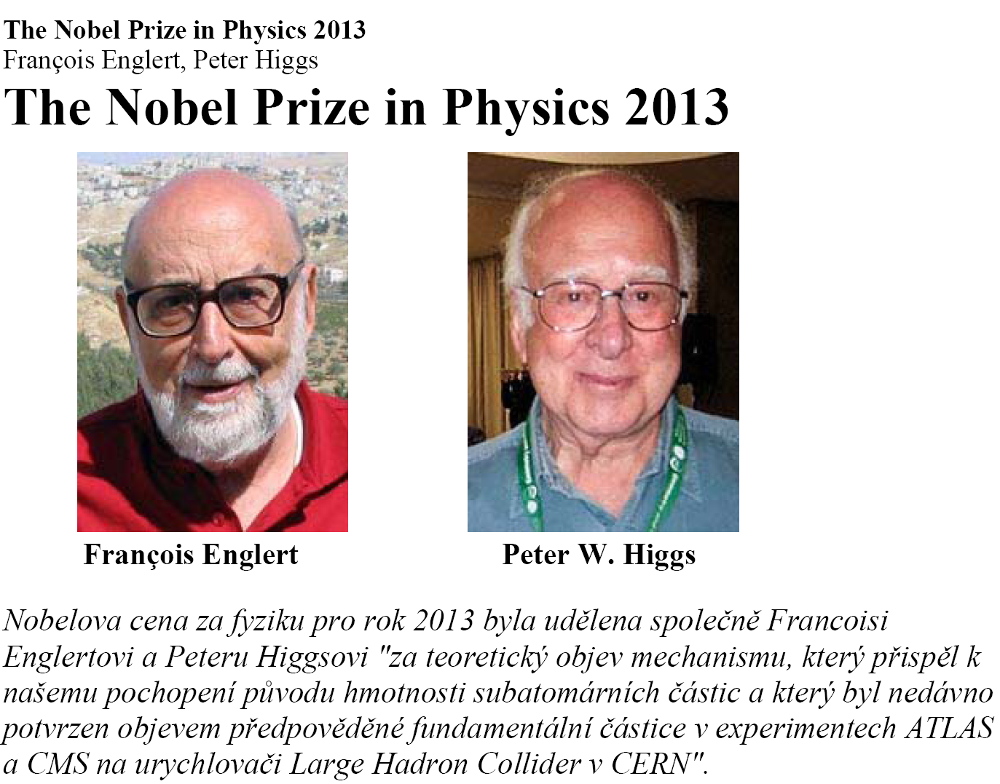 The Nobel Prize in Physics 2013
François Englert, Peter Higgs
The Nobel Prize in Physics 2013
François Englert
Peter W. Higgs
Nobelova cena za fyziku pro rok 2013 byla udělena společně Francoisi
Englertovi a Peteru Higgsovi "za teoretický objev mechanismu, který přispěl k
našemu pochopení původu hmotnosti subatomárních částic a který byl nedávno
potvrzen objevem předpověděné fundamentální částice v experimentech ATLAS
a CMS na urychlovači Large Hadron Collider v CERN".